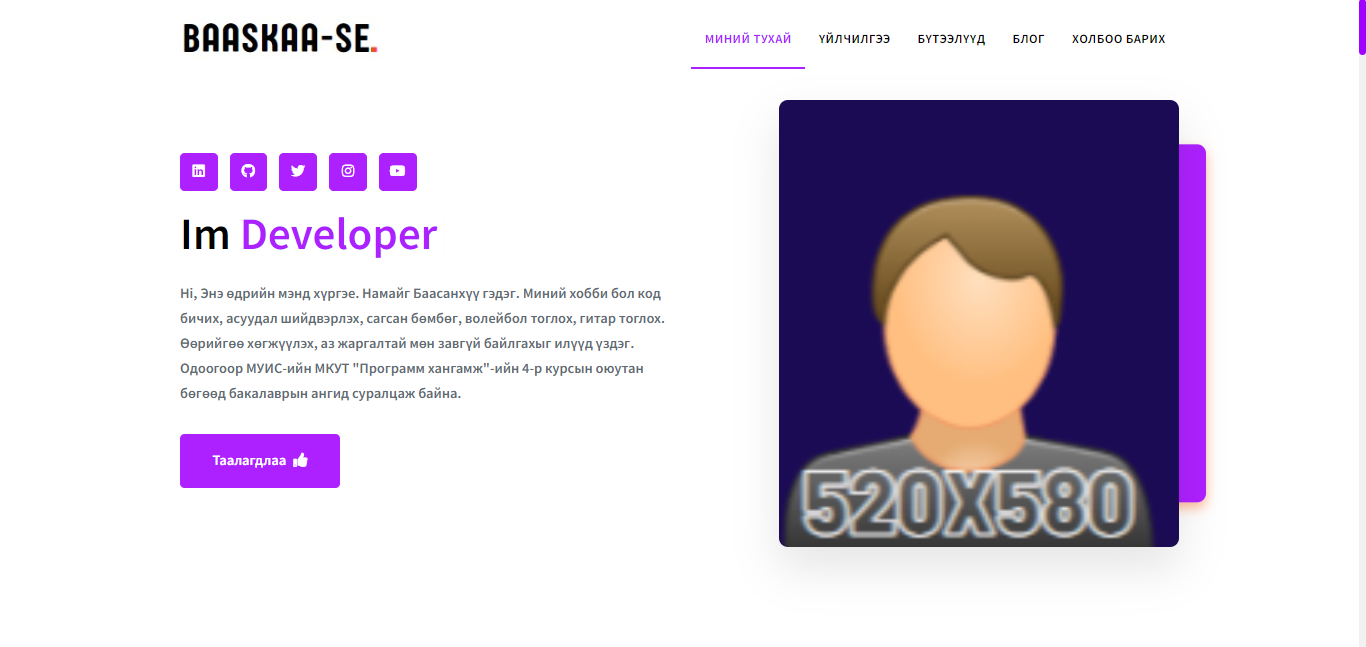 BAASKAA-SE.
МИНИЙ ТУХАЙ ҮЙЛЧИЛГЭЭ БҮТЭЭЛҮҮД БЛОГ ХОЛБОО БАРИХ
Im Developer
Hi, Энэ өдрийн мэнд хүргэе. Намайг Баасанхүү гэдэг. Миний хобби бол код
бичих, асуудал шийдвэрлэх, сагсан бөмбөг, волейбол тоглох, гитар тоглох.
Өөрийгөө хөгжүүлэх, аз жаргалтай мөн завгүй байлгахыг илүүд үздэг.
Одоогоор МУИС-ийн МКУТ "Программ хангамж"-ийн 4-р курсын оюутан
бөгөөд бакалаврын ангид суралцаж байна.
Таалагдлаа
520X580